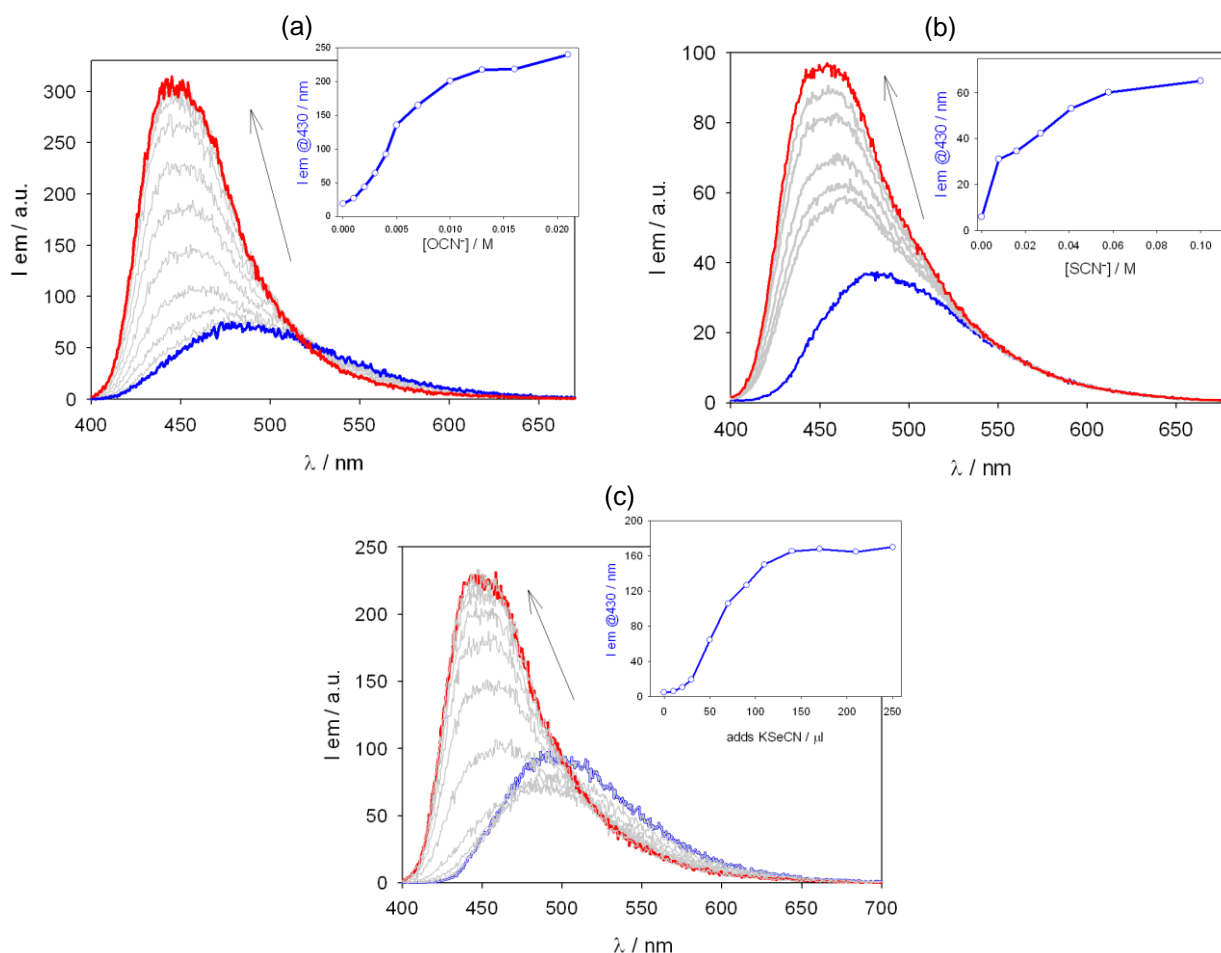 (a)
I em / a.u.
300
250
200
150
100
50
0
400 450 500 550 600 650
λ / nm
I em @430 / nm
250
200
150
100
50
0
0.000 0.005 0.010 0.015 0.020
[OCN⁻] / M
(b)
I em / a.u.
100
80
60
40
20
0
400 450 500 550 600 650
λ / nm
I em @430 / nm
60
40
20
0
0.00 0.02 0.04 0.06 0.08 0.10
[SCN⁻] / M
(c)
I em / a.u.
250
200
150
100
50
0
400 450 500 550 600 650 700
λ / nm
I em @430 / nm
200
160
120
80
40
0
0 50 100 150 200 250
adds KSeCN / μl